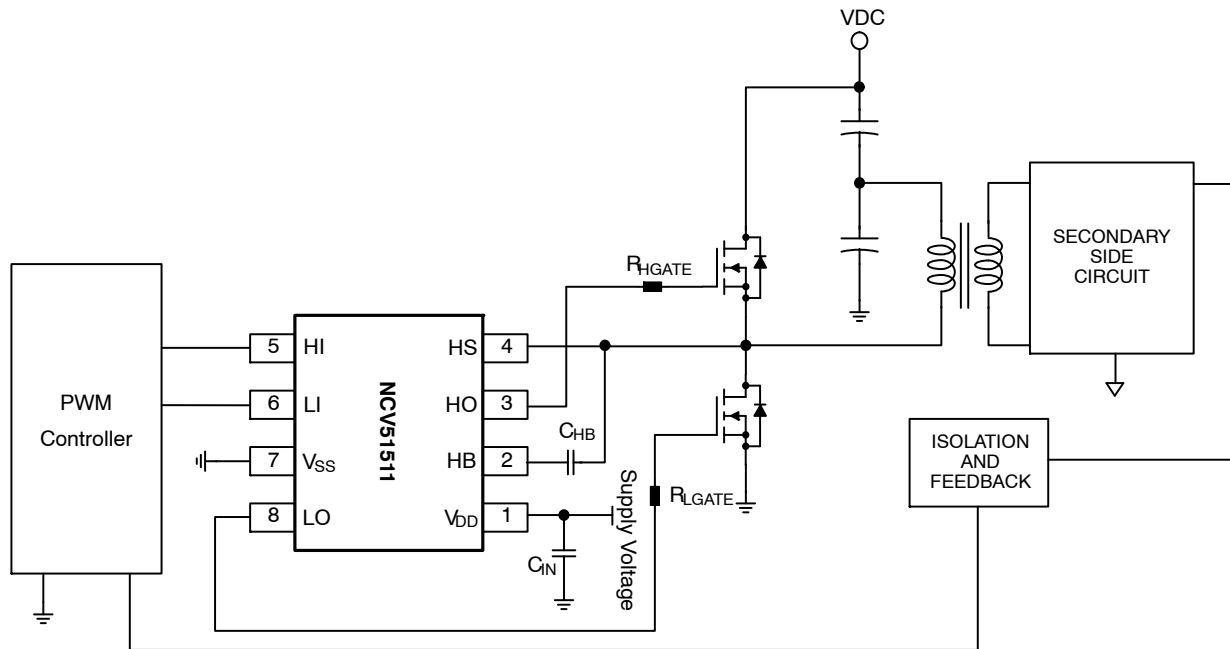 VDC
SECONDARY
SIDE
CIRCUIT
RHGATE
PWM
Controller
NCV51511
5 HI
6 LI
7 VSS
8 LO
HS 4
HO 3
HB 2
VDD 1
CHB
CIN
Supply Voltage
RLGATE
ISOLATION
AND
FEEDBACK